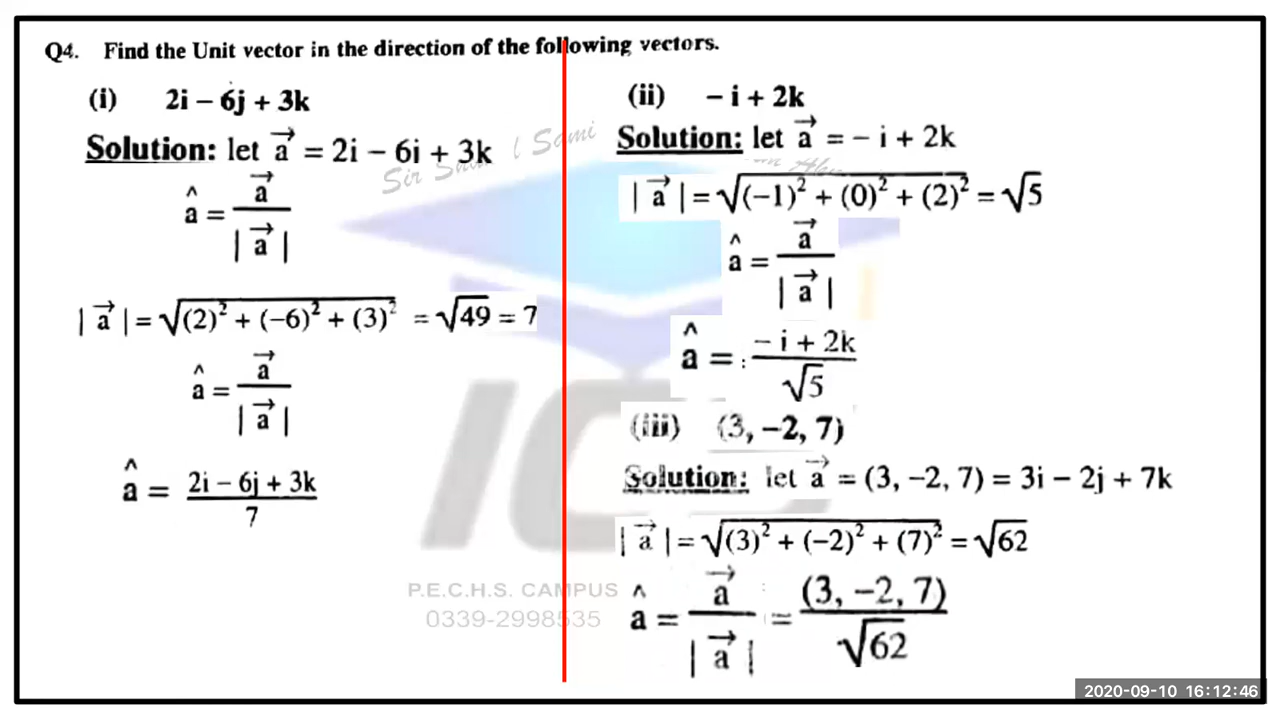 Q4. Find the Unit vector in the direction of the following vectors.
(i) 2i – 6j + 3k
Solution: let a⃗ = 2i – 6i + 3k
â = a⃗ / | a⃗ |
| a⃗ | = √((2)² + (–6)² + (3)²) = √49 = 7
â = a⃗ / | a⃗ |
â = (2i – 6j + 3k) / 7
(ii) – i + 2k
Solution: let a⃗ = – i + 2k
| a⃗ | = √((–1)² + (0)² + (2)²) = √5
â = a⃗ / | a⃗ |
â = (– i + 2k) / √5
(iii) (3, –2, 7)
Solution: let a⃗ = (3, –2, 7) = 3i – 2j + 7k
| a⃗ | = √((3)² + (–2)² + (7)²) = √62
â = a⃗ / | a⃗ | = (3, –2, 7) / √62
Sir Sami
P.E.C.H.S. CAMPUS
0339-2998535
2020-09-10 16:12:46